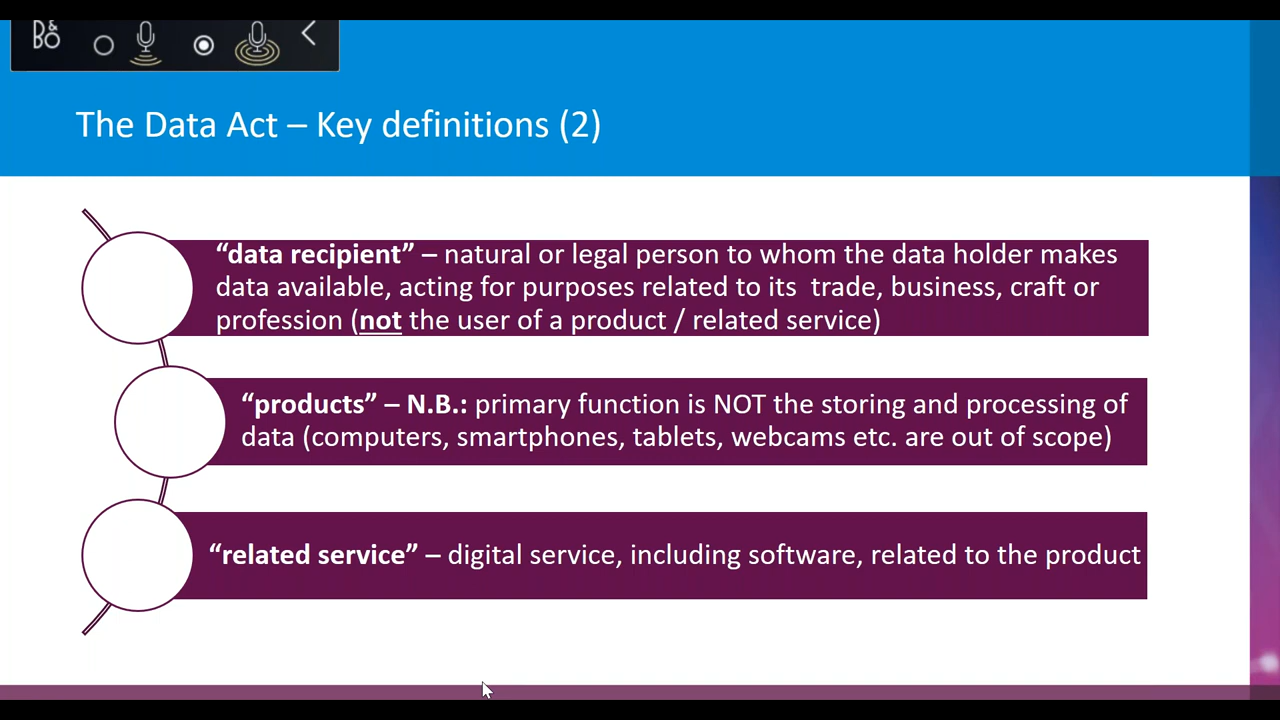 B&O
The Data Act – Key definitions (2)
“data recipient” – natural or legal person to whom the data holder makes
data available, acting for purposes related to its  trade, business, craft or
profession (not the user of a product / related service)
“products” – N.B.: primary function is NOT the storing and processing of
data (computers, smartphones, tablets, webcams etc. are out of scope)
“related service” – digital service, including software, related to the product